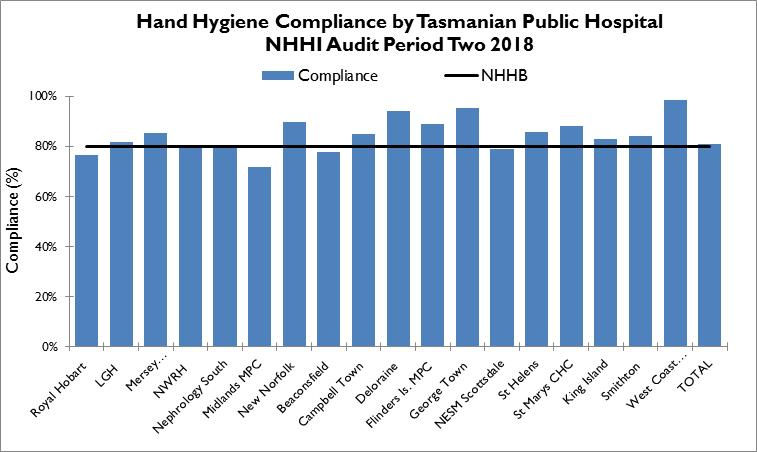 Hand Hygiene Compliance by Tasmanian Public Hospital
NHHI Audit Period Two 2018
Compliance
NHHB
100%
80%
60%
40%
20%
0%
Compliance (%)
Royal Hobart
LGH
Mersey...
NWRH
Nephrology South
Midlands MPC
New Norfolk
Beaconsfield
Campbell Town
Deloraine
Flinders Is. MPC
George Town
NESM Scottsdale
St Helens
St Marys CHC
King Island
Smithton
West Coast...
TOTAL